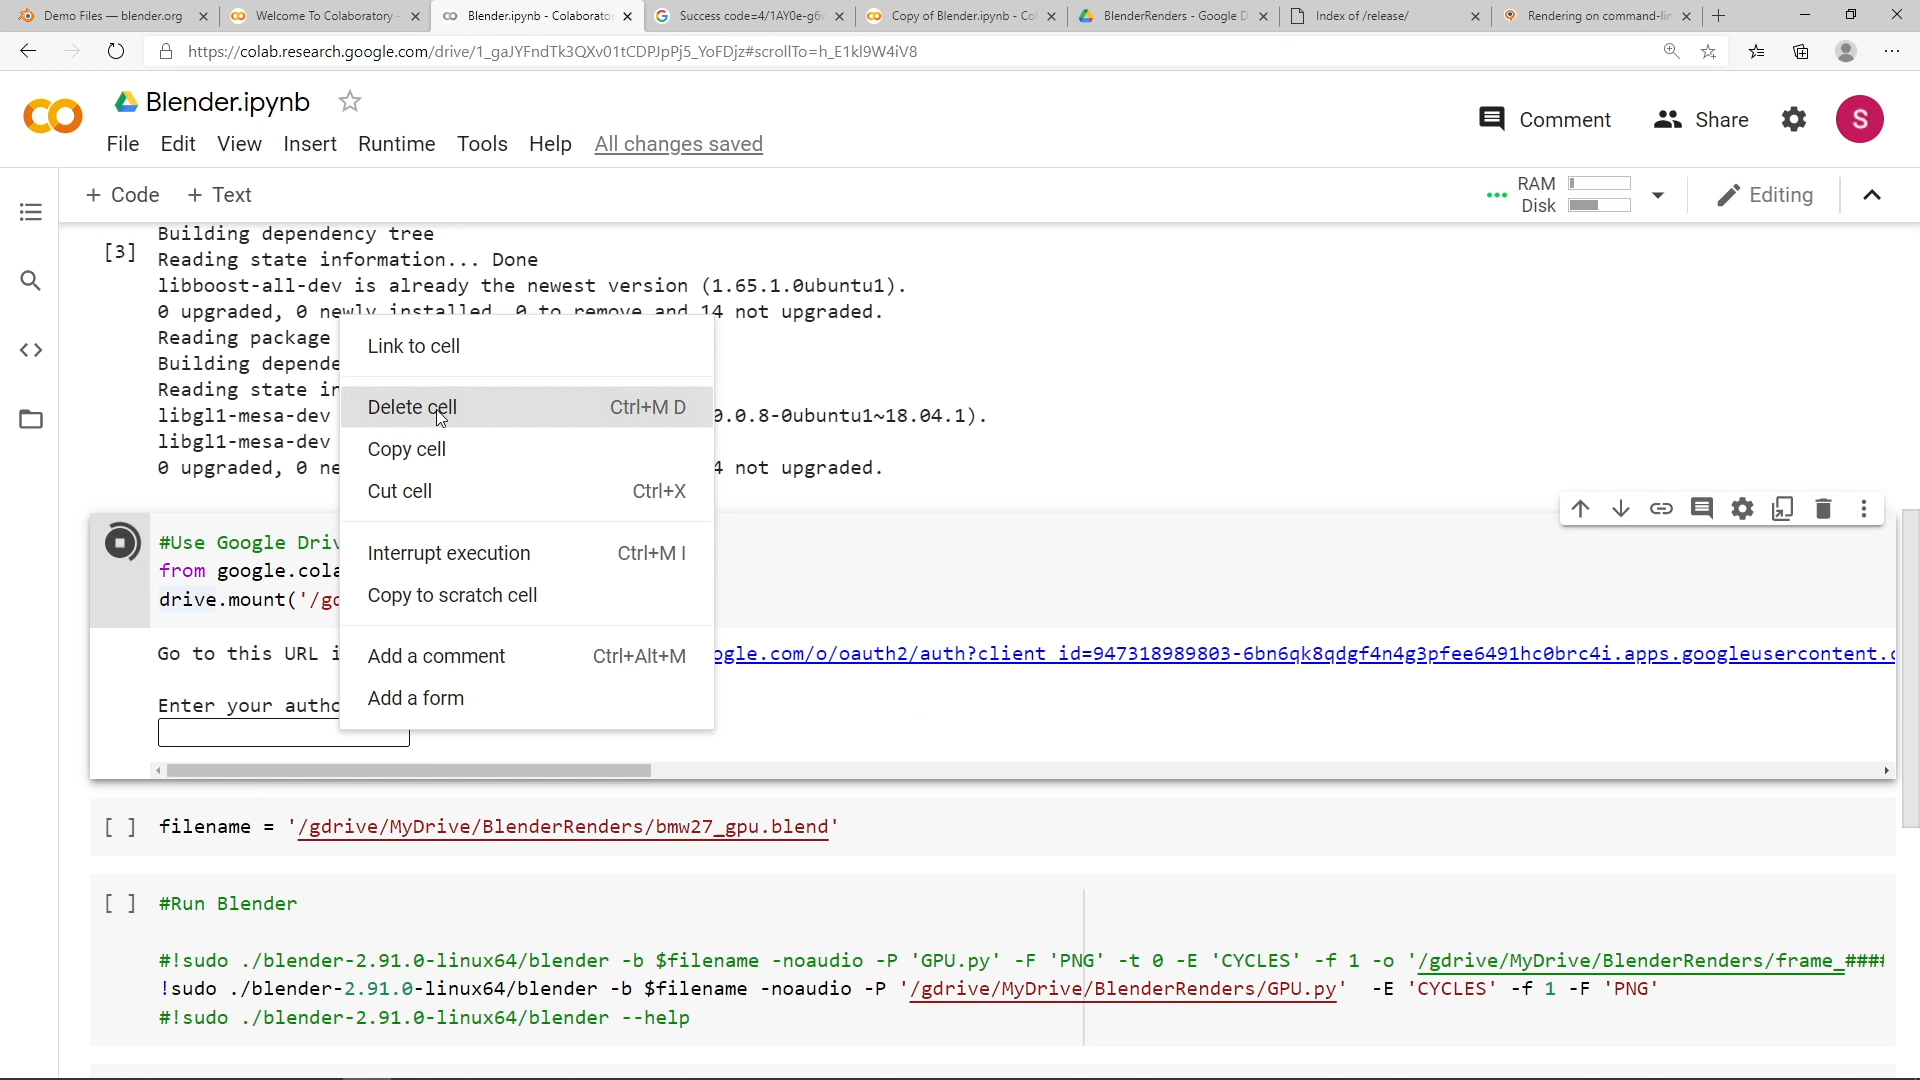 Demo Files — blender.org
Welcome To Colaboratory -
Blender.ipynb - Colaborator
Success code=4/1AY0e-g6
Copy of Blender.ipynb - Co
BlenderRenders - Google D
Index of /release/
Rendering on command-lin
https://colab.research.google.com/drive/1_gaJYFndTk3QXv01tCDPJpPj5_YoFDjz#scrollTo=h_E1kl9W4iV8
Blender.ipynb
Comment
Share
S
File Edit View Insert Runtime Tools Help All changes saved
+ Code + Text
RAM
Disk
Editing
Building dependency tree
[3]
Reading state information... Done
libboost-all-dev is already the newest version (1.65.1.0ubuntu1).
0 upgraded, 0 newly installed, 0 to remove and 14 not upgraded.
Reading package
Link to cell
Building depende
Reading state in
Delete cell Ctrl+M D
libgl1-mesa-dev 0.0.8-0ubuntu1~18.04.1).
libgl1-mesa-dev
Copy cell
0 upgraded, 0 ne 4 not upgraded.
Cut cell Ctrl+X
#Use Google Driv
Interrupt execution Ctrl+M I
from google.cola
drive.mount('/gd
Copy to scratch cell
Go to this URL i
Add a comment Ctrl+Alt+M
ogle.com/o/oauth2/auth?client_id=947318989803-6bn6qk8qdgf4n4g3pfee6491hc0brc4i.apps.googleusercontent.c
Add a form
Enter your autho
[ ] filename = '/gdrive/MyDrive/BlenderRenders/bmw27_gpu.blend'
[ ] #Run Blender
#!sudo ./blender-2.91.0-linux64/blender -b $filename -noaudio -P 'GPU.py' -F 'PNG' -t 0 -E 'CYCLES' -f 1 -o '/gdrive/MyDrive/BlenderRenders/frame_####
!sudo ./blender-2.91.0-linux64/blender -b $filename -noaudio -P '/gdrive/MyDrive/BlenderRenders/GPU.py' -E 'CYCLES' -f 1 -F 'PNG'
#!sudo ./blender-2.91.0-linux64/blender --help